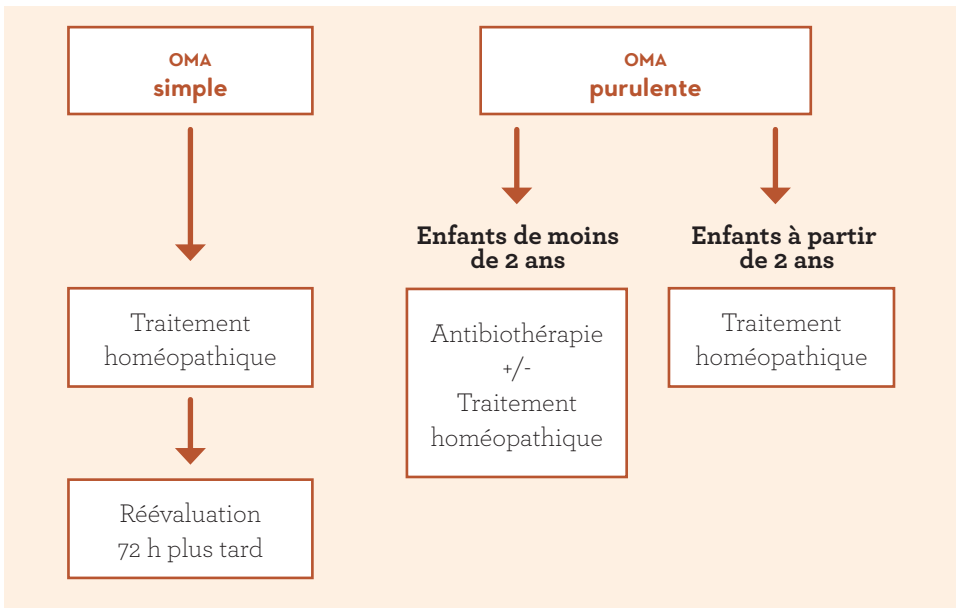 OMA
simple
Traitement
homéopathique
Réévaluation
72 h plus tard
OMA
purulente
Enfants de moins
de 2 ans
Antibiothérapie
+/-
Traitement
homéopathique
Enfants à partir
de 2 ans
Traitement
homéopathique